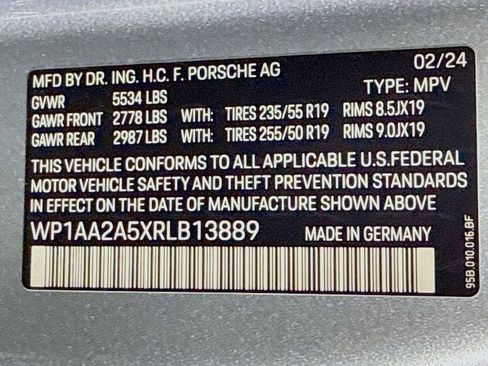 MFD BY DR. ING. H.C. F. PORSCHE AG 02/24
GVWR 5534 LBS TYPE: MPV
GAWR FRONT 2778 LBS WITH: TIRES 235/55 R19 RIMS 8.5JX19
GAWR REAR 2987 LBS WITH: TIRES 255/50 R19 RIMS 9.0JX19
THIS VEHICLE CONFORMS TO ALL APPLICABLE U.S.FEDERAL
MOTOR VEHICLE SAFETY AND THEFT PREVENTION STANDARDS
IN EFFECT ON THE DATE OF MANUFACTURE SHOWN ABOVE
WP1AA2A5XRLB13889 MADE IN GERMANY
95B.010.016.BF